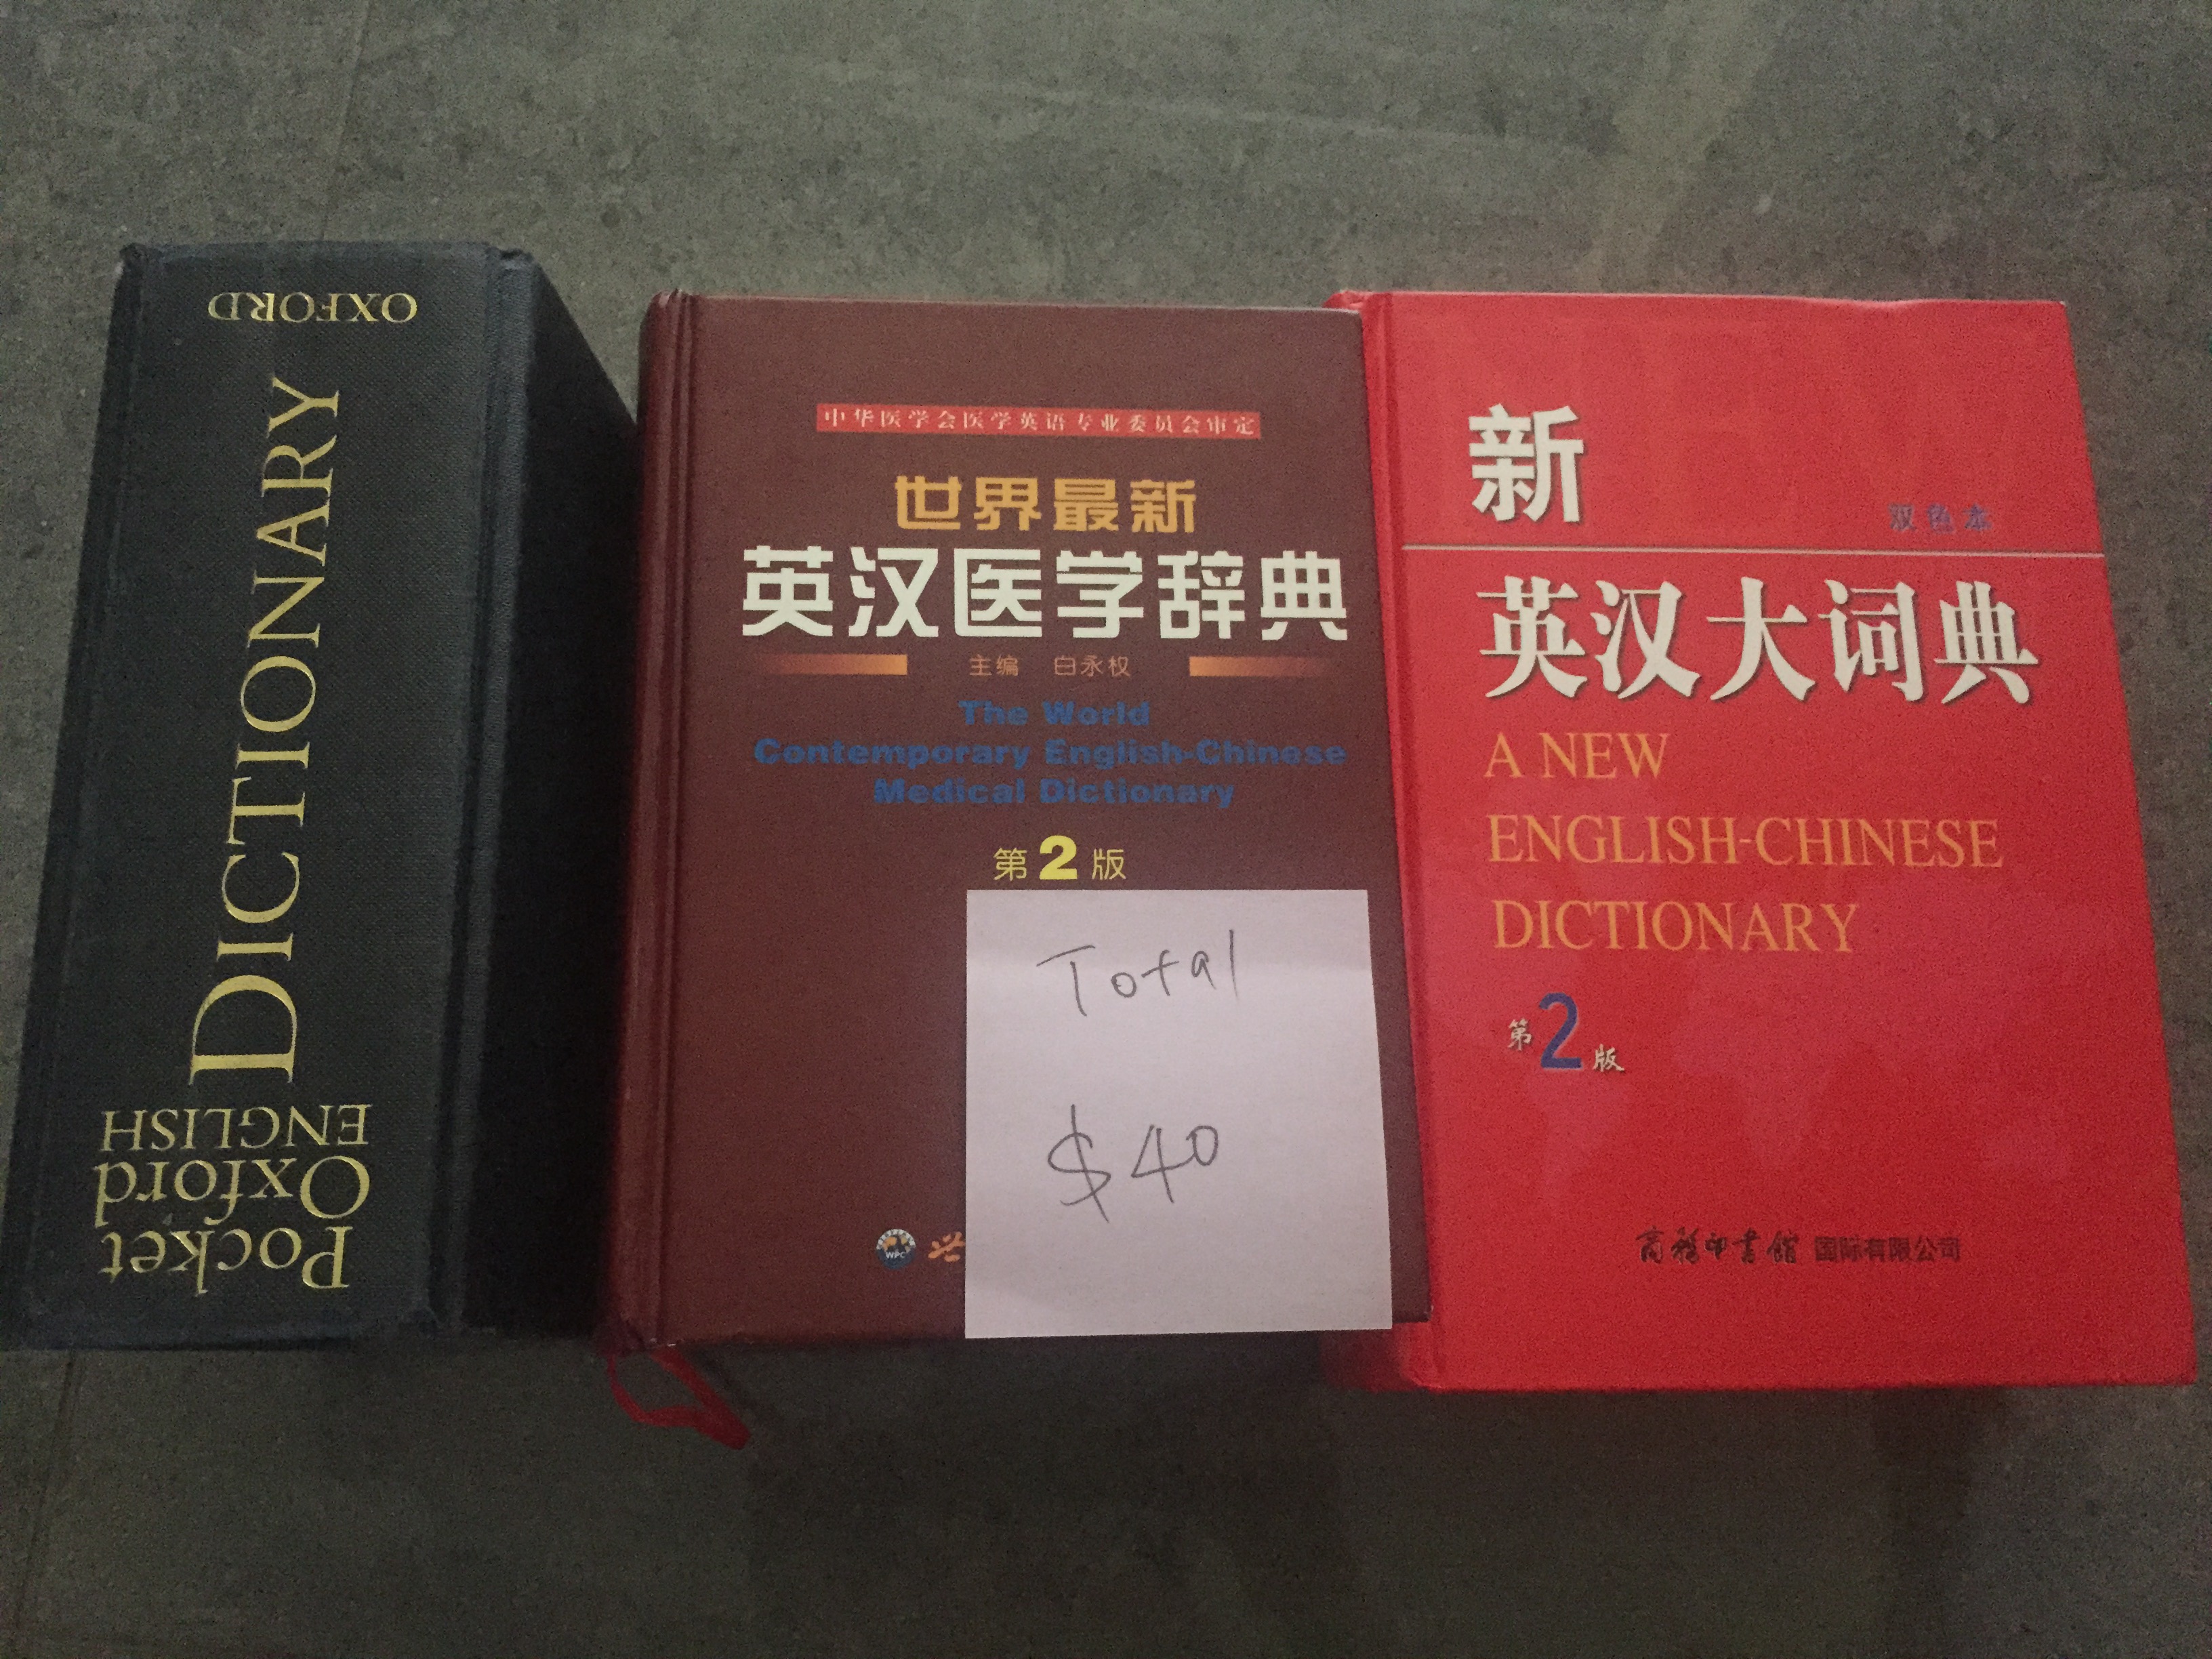 Pocket
Oxford
ENGLISH
DICTIONARY
OXFORD
中华医学会医学英语专业委员会审定
世界最新
英汉医学辞典
主编 白永权
The World
Contemporary English-Chinese
Medical Dictionary
第2版
WPC
Total
$40
新
双色本
英汉大词典
A NEW
ENGLISH-CHINESE
DICTIONARY
第2版
商务印书馆 国际有限公司